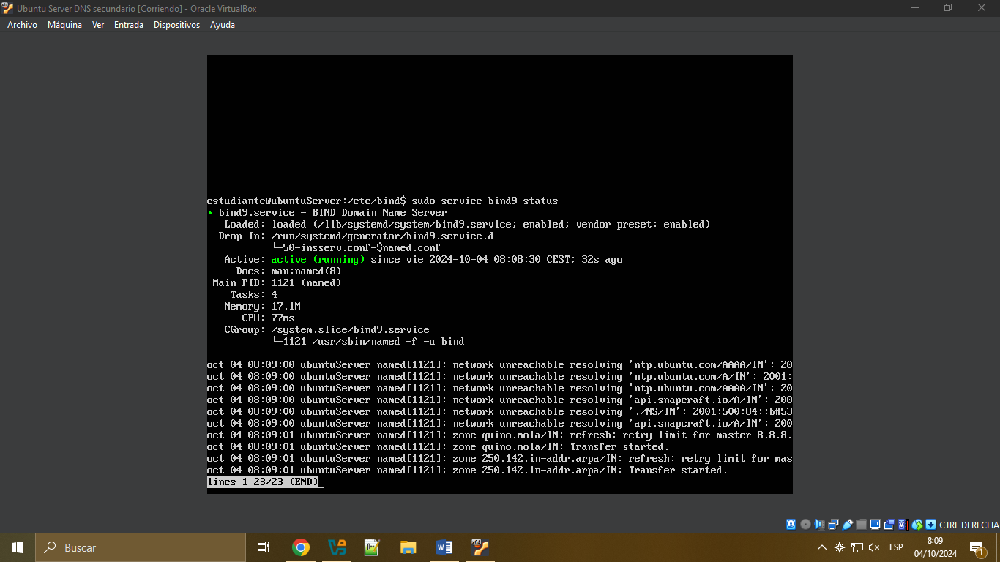 Ubuntu Server DNS secundario [Corriendo] - Oracle VirtualBox
Archivo Máquina Ver Entrada Dispositivos Ayuda
estudiante@ubuntuServer:/etc/bind$ sudo service bind9 status
• bind9.service - BIND Domain Name Server
Loaded: loaded (/lib/systemd/system/bind9.service; enabled; vendor preset: enabled)
Drop-In: /run/systemd/generator/bind9.service.d
└─50-insserv.conf-$named.conf
Active: active (running) since vie 2024-10-04 08:08:30 CEST; 32s ago
Docs: man:named(8)
Main PID: 1121 (named)
Tasks: 4
Memory: 17.1M
CPU: 77ms
CGroup: /system.slice/bind9.service
└─1121 /usr/sbin/named -f -u bind
oct 04 08:09:00 ubuntuServer named[1121]: network unreachable resolving 'ntp.ubuntu.com/AAAA/IN': 20
oct 04 08:09:00 ubuntuServer named[1121]: network unreachable resolving 'ntp.ubuntu.com/A/IN': 2001:
oct 04 08:09:00 ubuntuServer named[1121]: network unreachable resolving 'ntp.ubuntu.com/AAAA/IN': 20
oct 04 08:09:00 ubuntuServer named[1121]: network unreachable resolving 'api.snapcraft.io/A/IN': 200
oct 04 08:09:00 ubuntuServer named[1121]: network unreachable resolving './NS/IN': 2001:500:84::b#53
oct 04 08:09:00 ubuntuServer named[1121]: network unreachable resolving 'api.snapcraft.io/A/IN': 200
oct 04 08:09:01 ubuntuServer named[1121]: zone quino.mola/IN: refresh: retry limit for master 8.8.8.
oct 04 08:09:01 ubuntuServer named[1121]: zone quino.mola/IN: Transfer started.
oct 04 08:09:01 ubuntuServer named[1121]: zone 250.142.in-addr.arpa/IN: refresh: retry limit for mas
oct 04 08:09:01 ubuntuServer named[1121]: zone 250.142.in-addr.arpa/IN: Transfer started.
lines 1-23/23 (END)
CTRL DERECHA
Buscar
ESP
8:09
04/10/2024
1